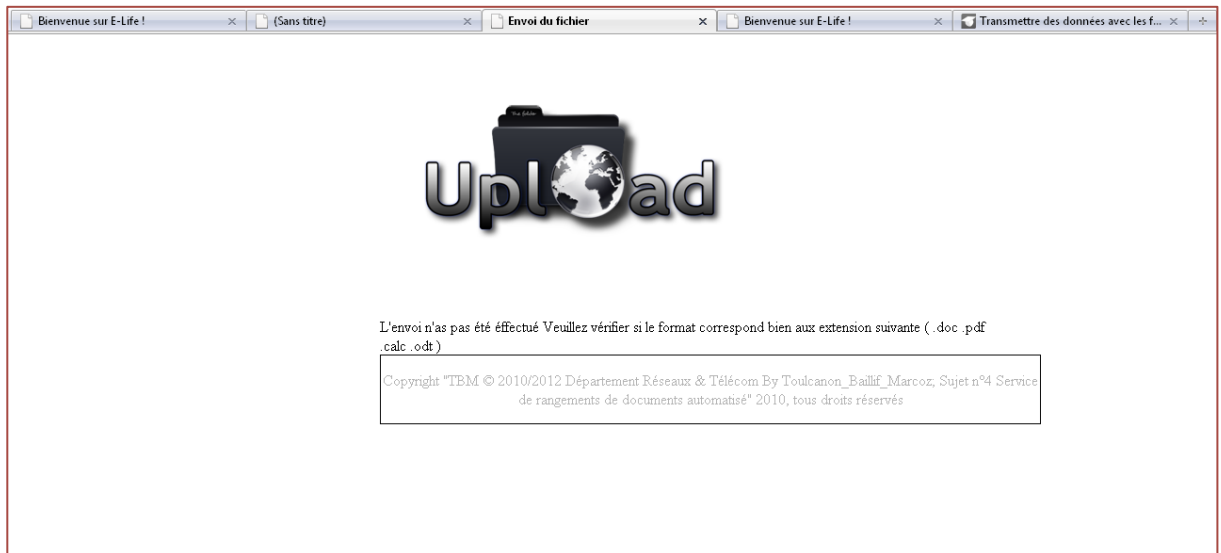 Bienvenue sur E-Life !
(Sans titre)
Envoi du fichier
Bienvenue sur E-Life !
Transmettre des données avec les f...
Upload
L'envoi n'as pas été éffectué Veuillez vérifier si le format correspond bien aux extension suivante ( .doc .pdf
.calc .odt )
Copyright "TBM © 2010/2012 Département Réseaux & Télécom By Toulcanon_Baillif_Marcoz; Sujet n°4 Service
de rangements de documents automatisé" 2010, tous droits réservés